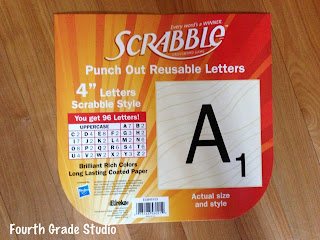 Every word's a WINNER
SCRABBLE
Punch Out Reusable Letters
4" Letters
Scrabble Style
You get 96 Letters!
UPPERCASE
Brilliant Rich Colors
Long Lasting Coated Paper
Hasbro
Eureka
A1
Actual size
and style
Fourth Grade Studio